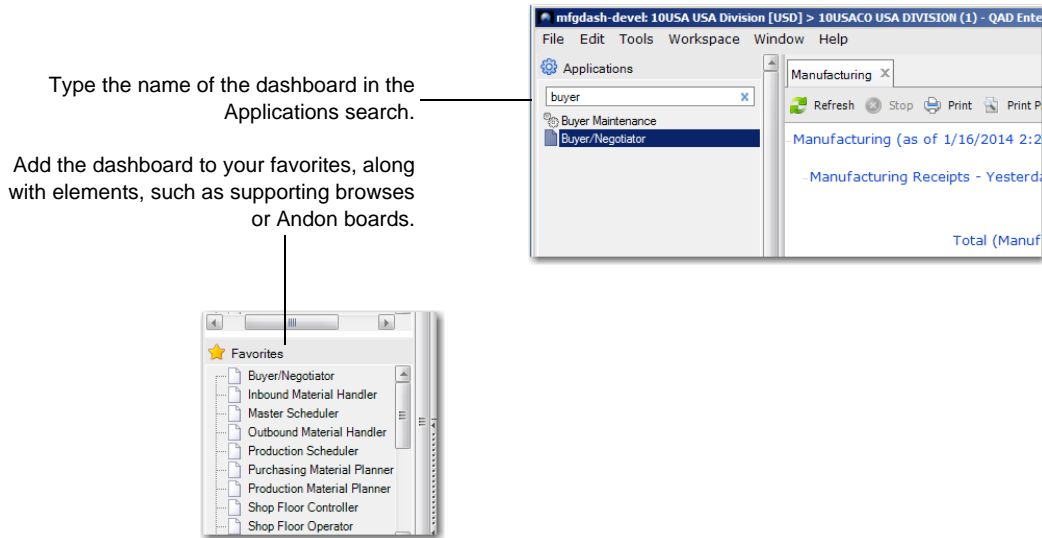 Type the name of the dashboard in the
Applications search.
Add the dashboard to your favorites, along
with elements, such as supporting browses
or Andon boards.
mfgdash-devel: 10USA USA Division [USD] > 10USACO USA DIVISION (1) - QAD Ente
File Edit Tools Workspace Window Help
Applications
buyer x
Buyer Maintenance
Buyer/Negotiator
Manufacturing X
Refresh Stop Print Print P
Manufacturing (as of 1/16/2014 2:2
Manufacturing Receipts - Yesterda
Total (Manuf
Favorites
Buyer/Negotiator
Inbound Material Handler
Master Scheduler
Outbound Material Handler
Production Scheduler
Purchasing Material Planner
Production Material Planner
Shop Floor Controller
Shop Floor Operator